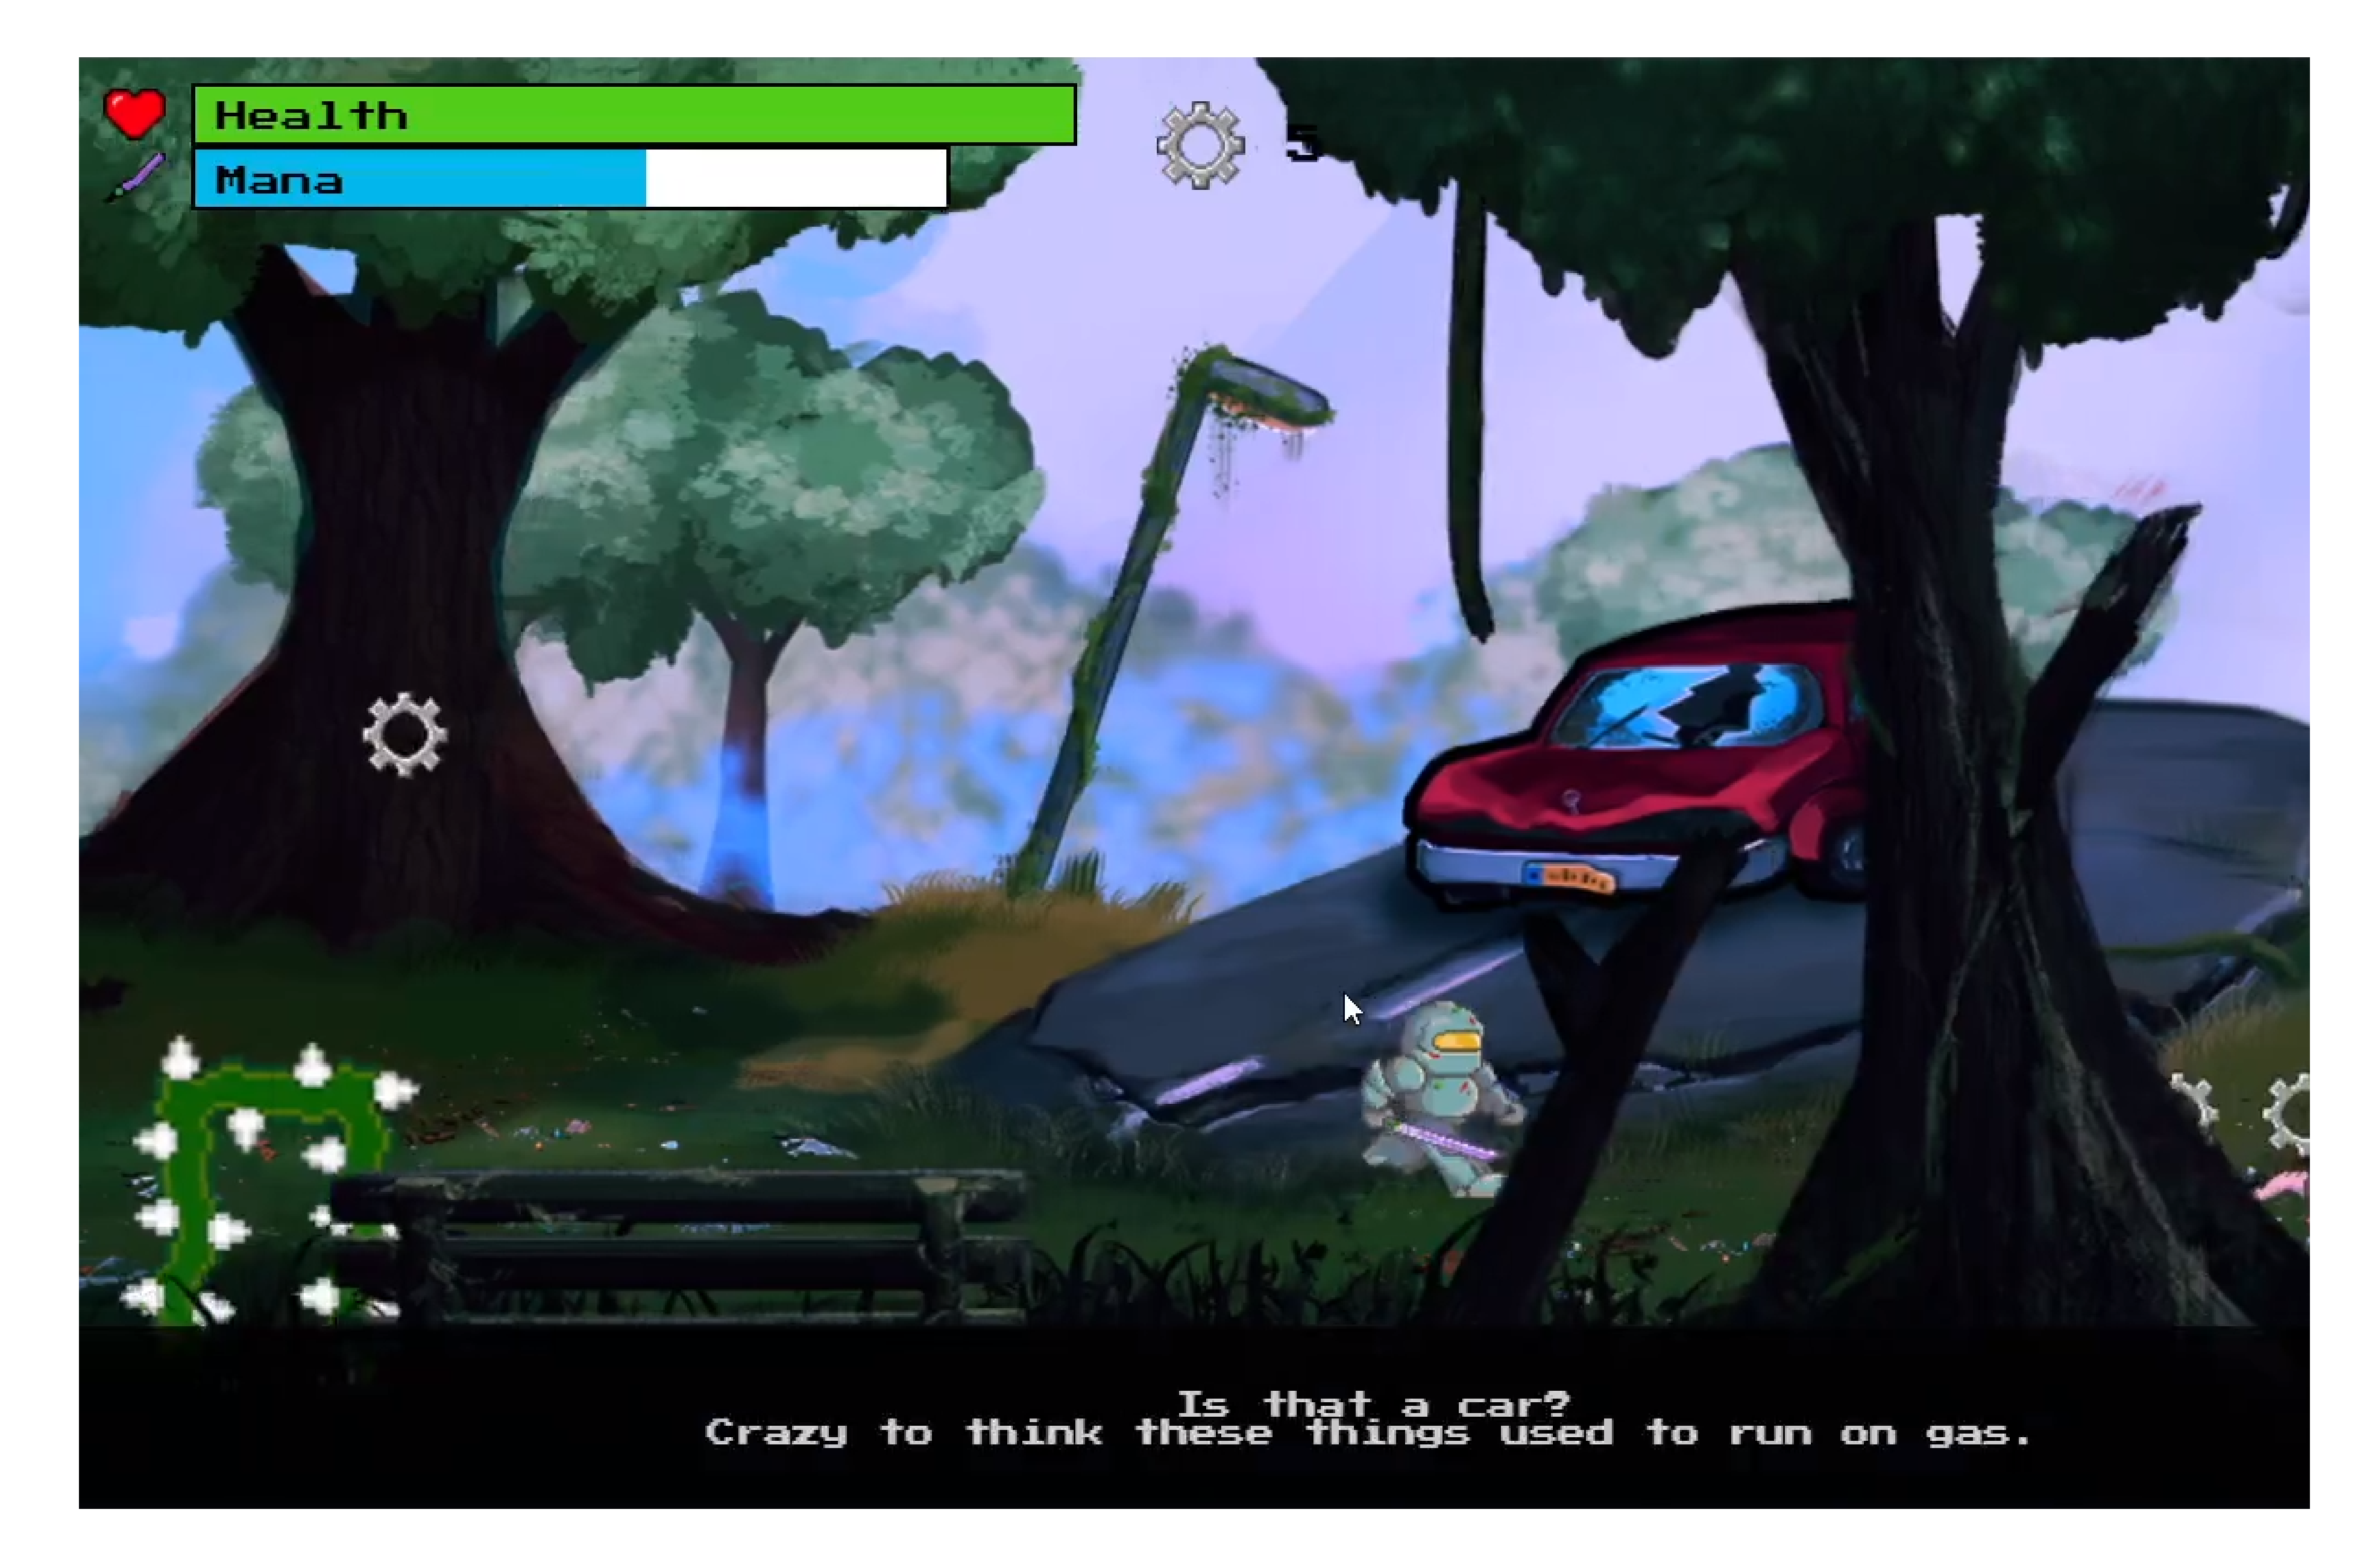 Health
5
Mana
Is that a car?
Crazy to think these things used to run on gas.